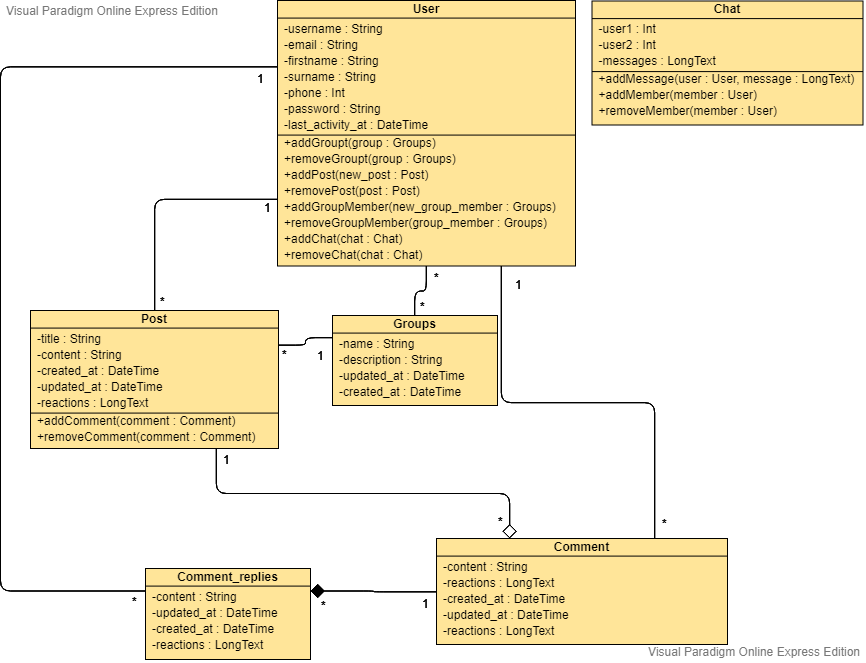 Visual Paradigm Online Express Edition
User
-username : String
-email : String
-firstname : String
-surname : String
-phone : Int
-password : String
-last_activity_at : DateTime
+addGroupt(group : Groups)
+removeGroupt(group : Groups)
+addPost(new_post : Post)
+removePost(post : Post)
+addGroupMember(new_group_member : Groups)
+removeGroupMember(group_member : Groups)
+addChat(chat : Chat)
+removeChat(chat : Chat)
Chat
-user1 : Int
-user2 : Int
-messages : LongText
+addMessage(user : User, message : LongText)
+addMember(member : User)
+removeMember(member : User)
1
1
*
1
*
*
Post
-title : String
-content : String
-created_at : DateTime
-updated_at : DateTime
-reactions : LongText
+addComment(comment : Comment)
+removeComment(comment : Comment)
*
1
Groups
-name : String
-description : String
-updated_at : DateTime
-created_at : DateTime
1
*
*
Comment
-content : String
-reactions : LongText
-created_at : DateTime
-updated_at : DateTime
-reactions : LongText
Comment_replies
-content : String
-updated_at : DateTime
-created_at : DateTime
-reactions : LongText
*
*
1
Visual Paradigm Online Express Edition